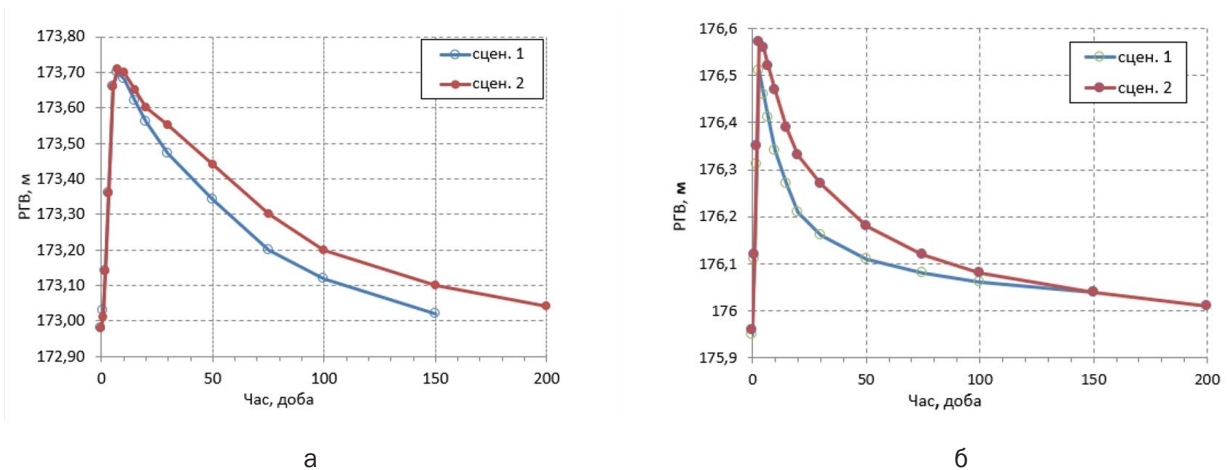 173,80
173,70
173,60
173,50
173,40
173,30
173,20
173,10
173,00
172,90
РГВ, м
0
50
100
150
200
Час, доба
сцен. 1
сцен. 2
а
176,6
176,5
176,4
176,3
176,2
176,1
176
175,9
РГВ, м
0
50
100
150
200
Час, доба
сцен. 1
сцен. 2
б